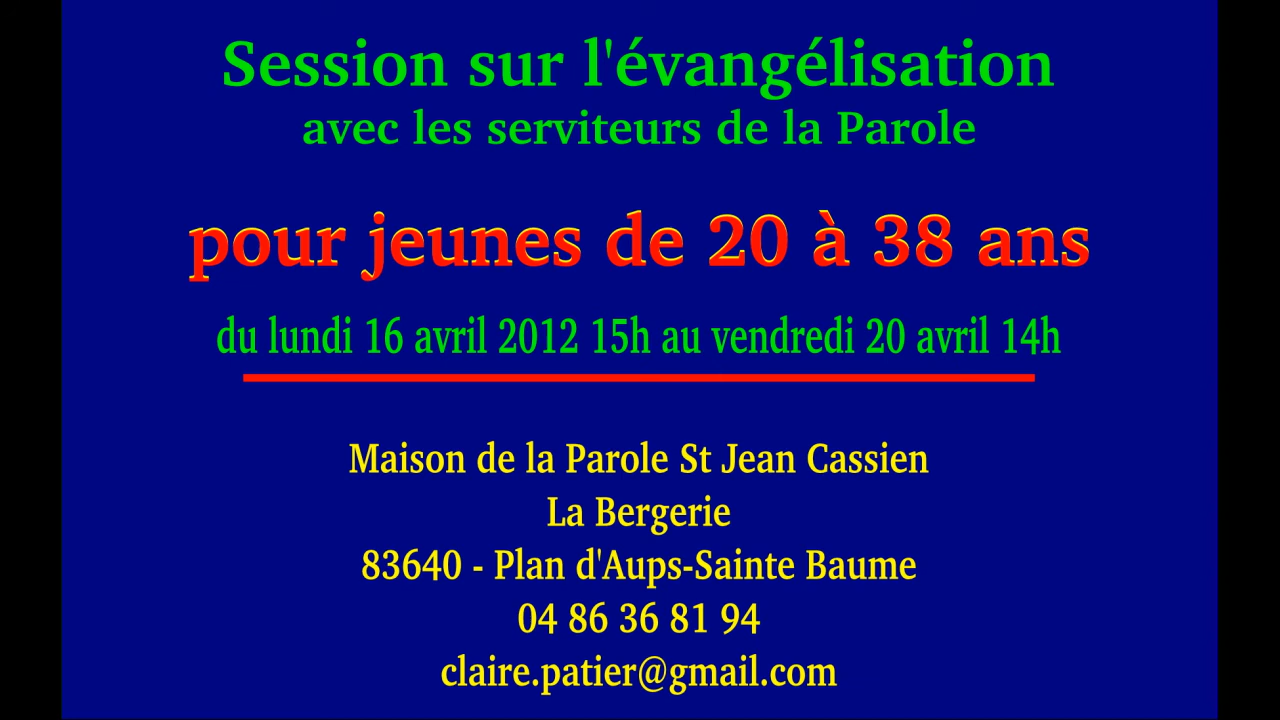 Session sur l'évangélisation
avec les serviteurs de la Parole
pour jeunes de 20 à 38 ans
du lundi 16 avril 2012 15h au vendredi 20 avril 14h
Maison de la Parole St Jean Cassien
La Bergerie
83640 - Plan d'Aups-Sainte Baume
04 86 36 81 94
claire.patier@gmail.com